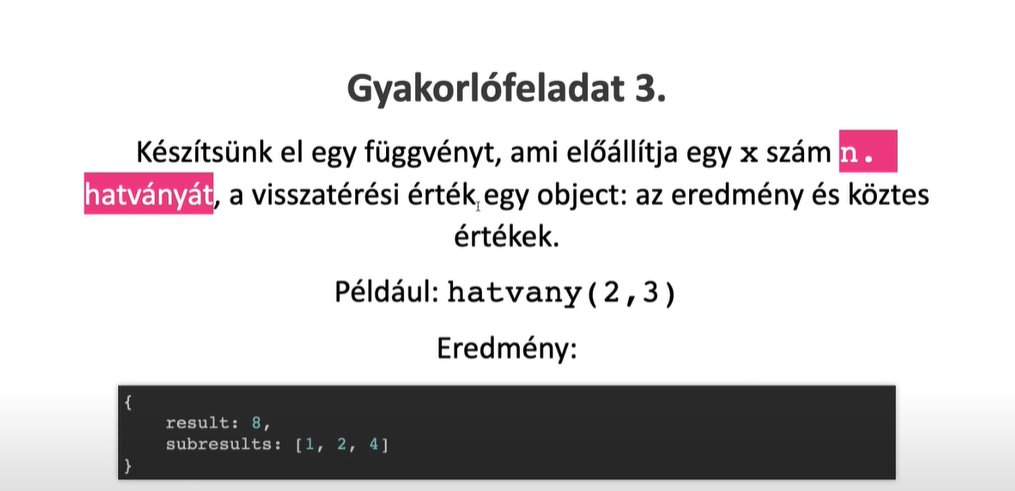 Gyakorlófeladat 3.
Készítsünk el egy függvényt, ami előállítja egy x szám n.
hatványát, a visszatérési érték egy object: az eredmény és köztes
értékek.
Például: hatvany(2,3)
Eredmény:
{
    result: 8,
    subresults: [1, 2, 4]
}